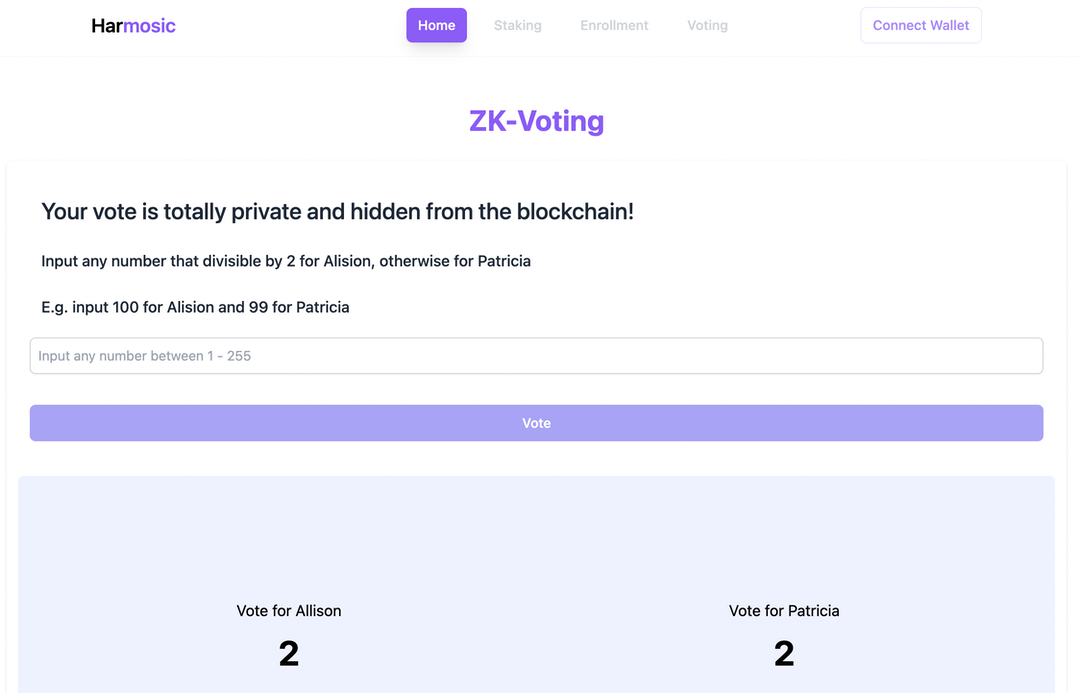 Harmosic
Home
Staking
Enrollment
Voting
Connect Wallet
ZK-Voting
Your vote is totally private and hidden from the blockchain!
Input any number that divisible by 2 for Alision, otherwise for Patricia
E.g. input 100 for Alision and 99 for Patricia
Input any number between 1 - 255
Vote
Vote for Allison
2
Vote for Patricia
2